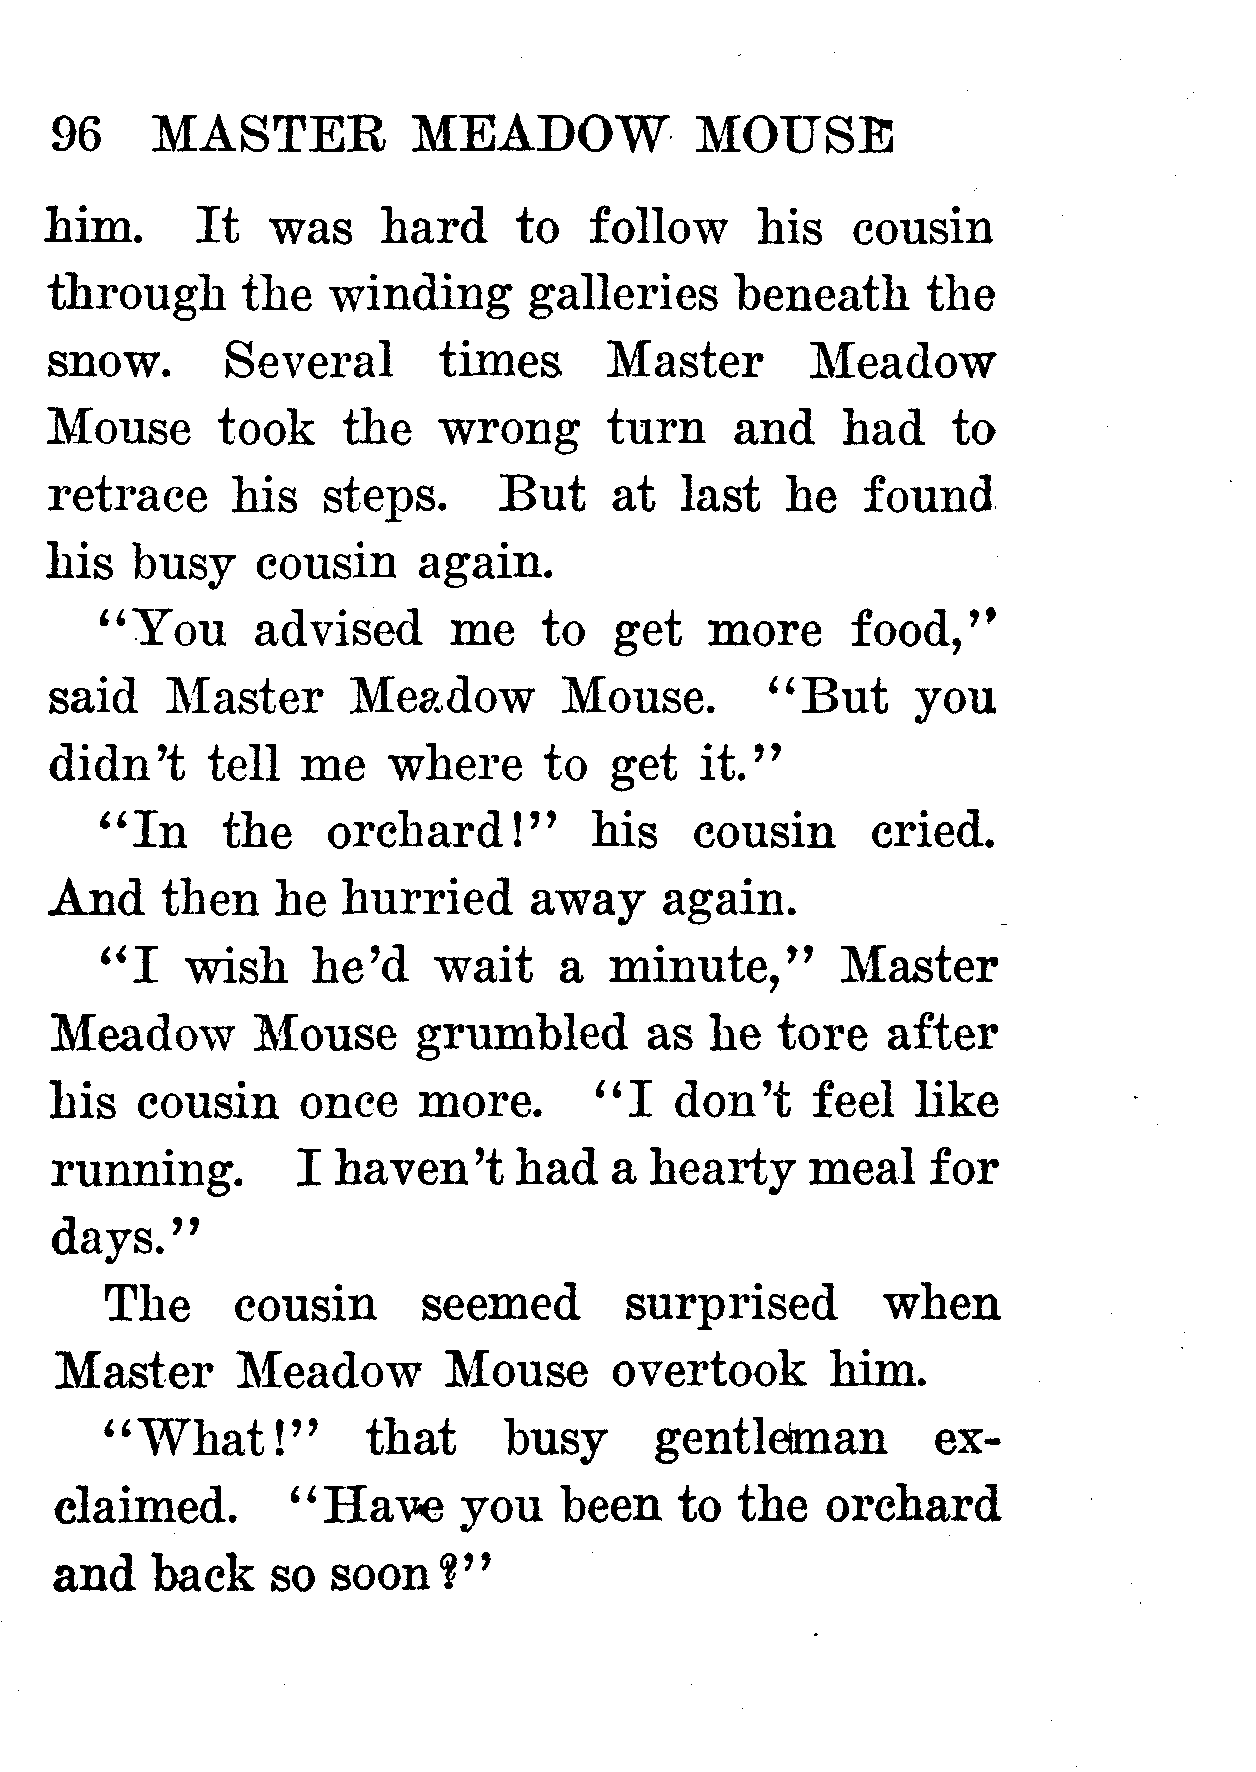 96 MASTER MEADOW MOUSE
him. It was hard to follow his cousin
through the winding galleries beneath the
snow. Several times Master Meadow
Mouse took the wrong turn and had to
retrace his steps. But at last he found
his busy cousin again.
“You advised me to get more food,”
said Master Meadow Mouse. “But you
didn’t tell me where to get it.”
“In the orchard!” his cousin cried.
And then he hurried away again.
“I wish he’d wait a minute,” Master
Meadow Mouse grumbled as he tore after
his cousin once more. “I don’t feel like
running. I haven’t had a hearty meal for
days.”
The cousin seemed surprised when
Master Meadow Mouse overtook him.
“What!” that busy gentleman ex-
claimed. “Have you been to the orchard
and back so soon?”